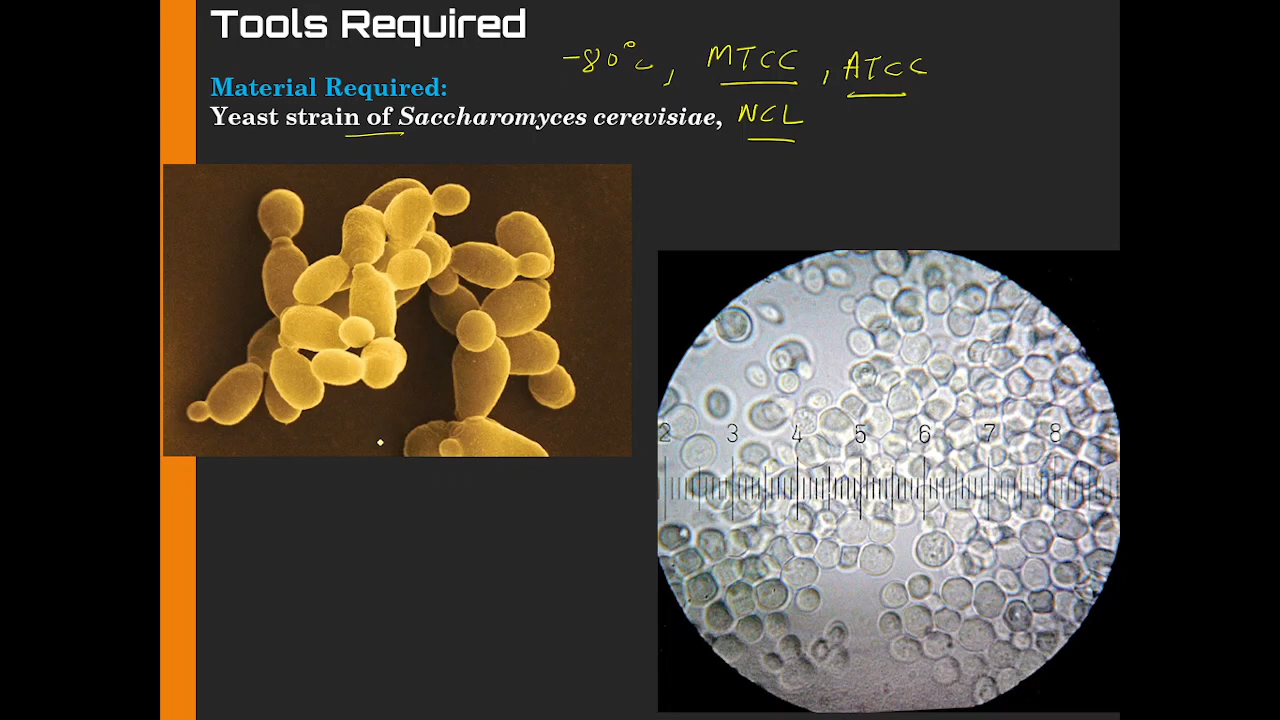 Tools Required
-80°C, MTCC, ATCC
Material Required:
Yeast strain of Saccharomyces cerevisiae, NCL
2 3 4 5 6 7 8